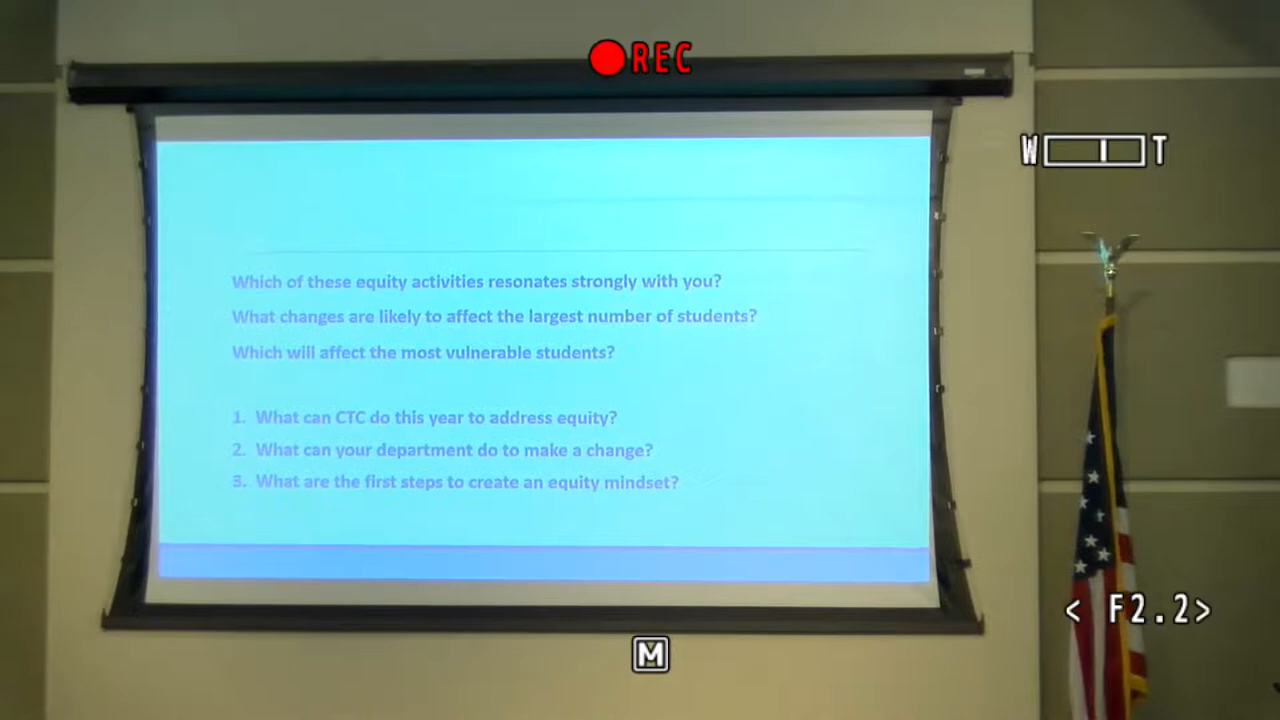 REC
W T
Which of these equity activities resonates strongly with you?
What changes are likely to affect the largest number of students?
Which will affect the most vulnerable students?
1. What can CTC do this year to address equity?
2. What can your department do to make a change?
3. What are the first steps to create an equity mindset?
< F2.2>
M